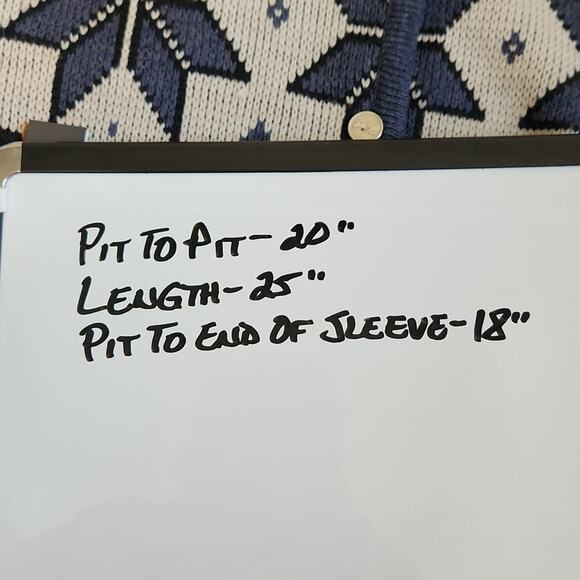 PIT TO PIT - 20"
LENGTH - 25"
PIT TO END OF SLEEVE - 18"